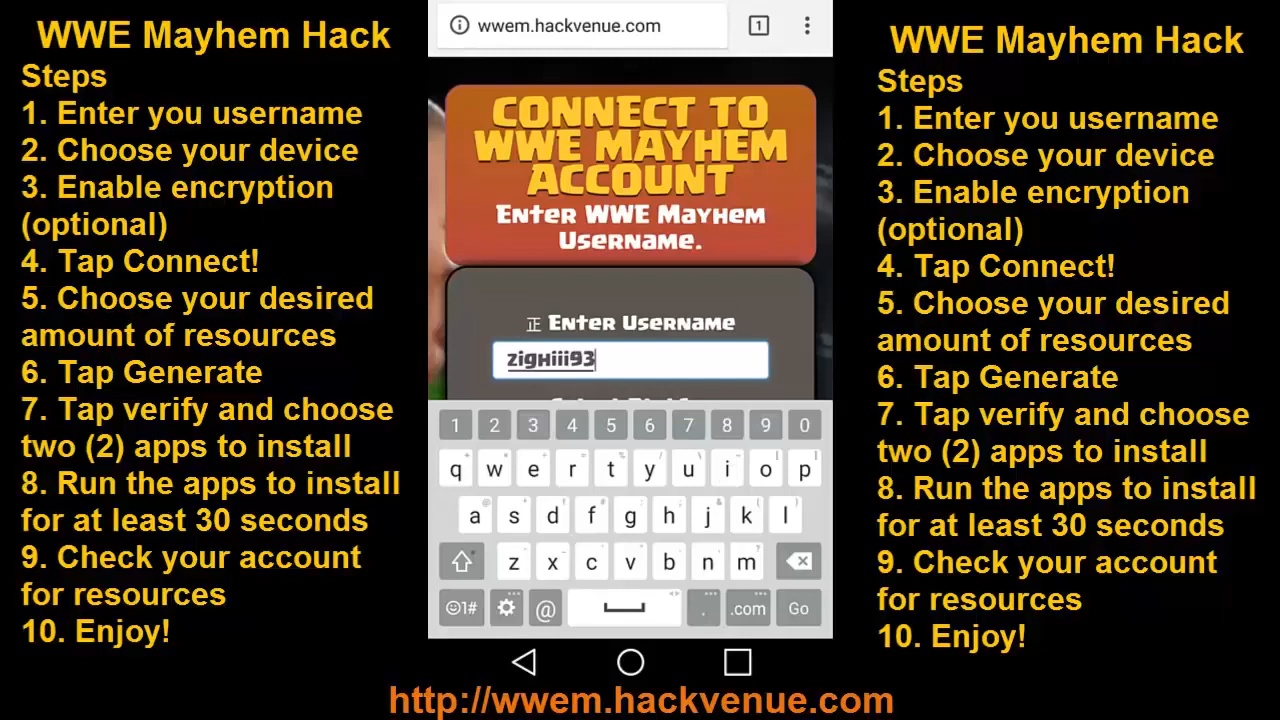 WWE Mayhem Hack
Steps
1. Enter you username
2. Choose your device
3. Enable encryption
(optional)
4. Tap Connect!
5. Choose your desired
amount of resources
6. Tap Generate
7. Tap verify and choose
two (2) apps to install
8. Run the apps to install
for at least 30 seconds
9. Check your account
for resources
10. Enjoy!
wwem.hackvenue.com
1
CONNECT TO
WWE MAYHEM
ACCOUNT
Enter WWE Mayhem
Username.
正 Enter Username
zigHiii93
1 2 3 4 5 6 7 8 9 0
q w e r t y u i o p
a s d f g h j k l
z x c v b n m
☺1# @ . .com Go
WWE Mayhem Hack
Steps
1. Enter you username
2. Choose your device
3. Enable encryption
(optional)
4. Tap Connect!
5. Choose your desired
amount of resources
6. Tap Generate
7. Tap verify and choose
two (2) apps to install
8. Run the apps to install
for at least 30 seconds
9. Check your account
for resources
10. Enjoy!
http://wwem.hackvenue.com